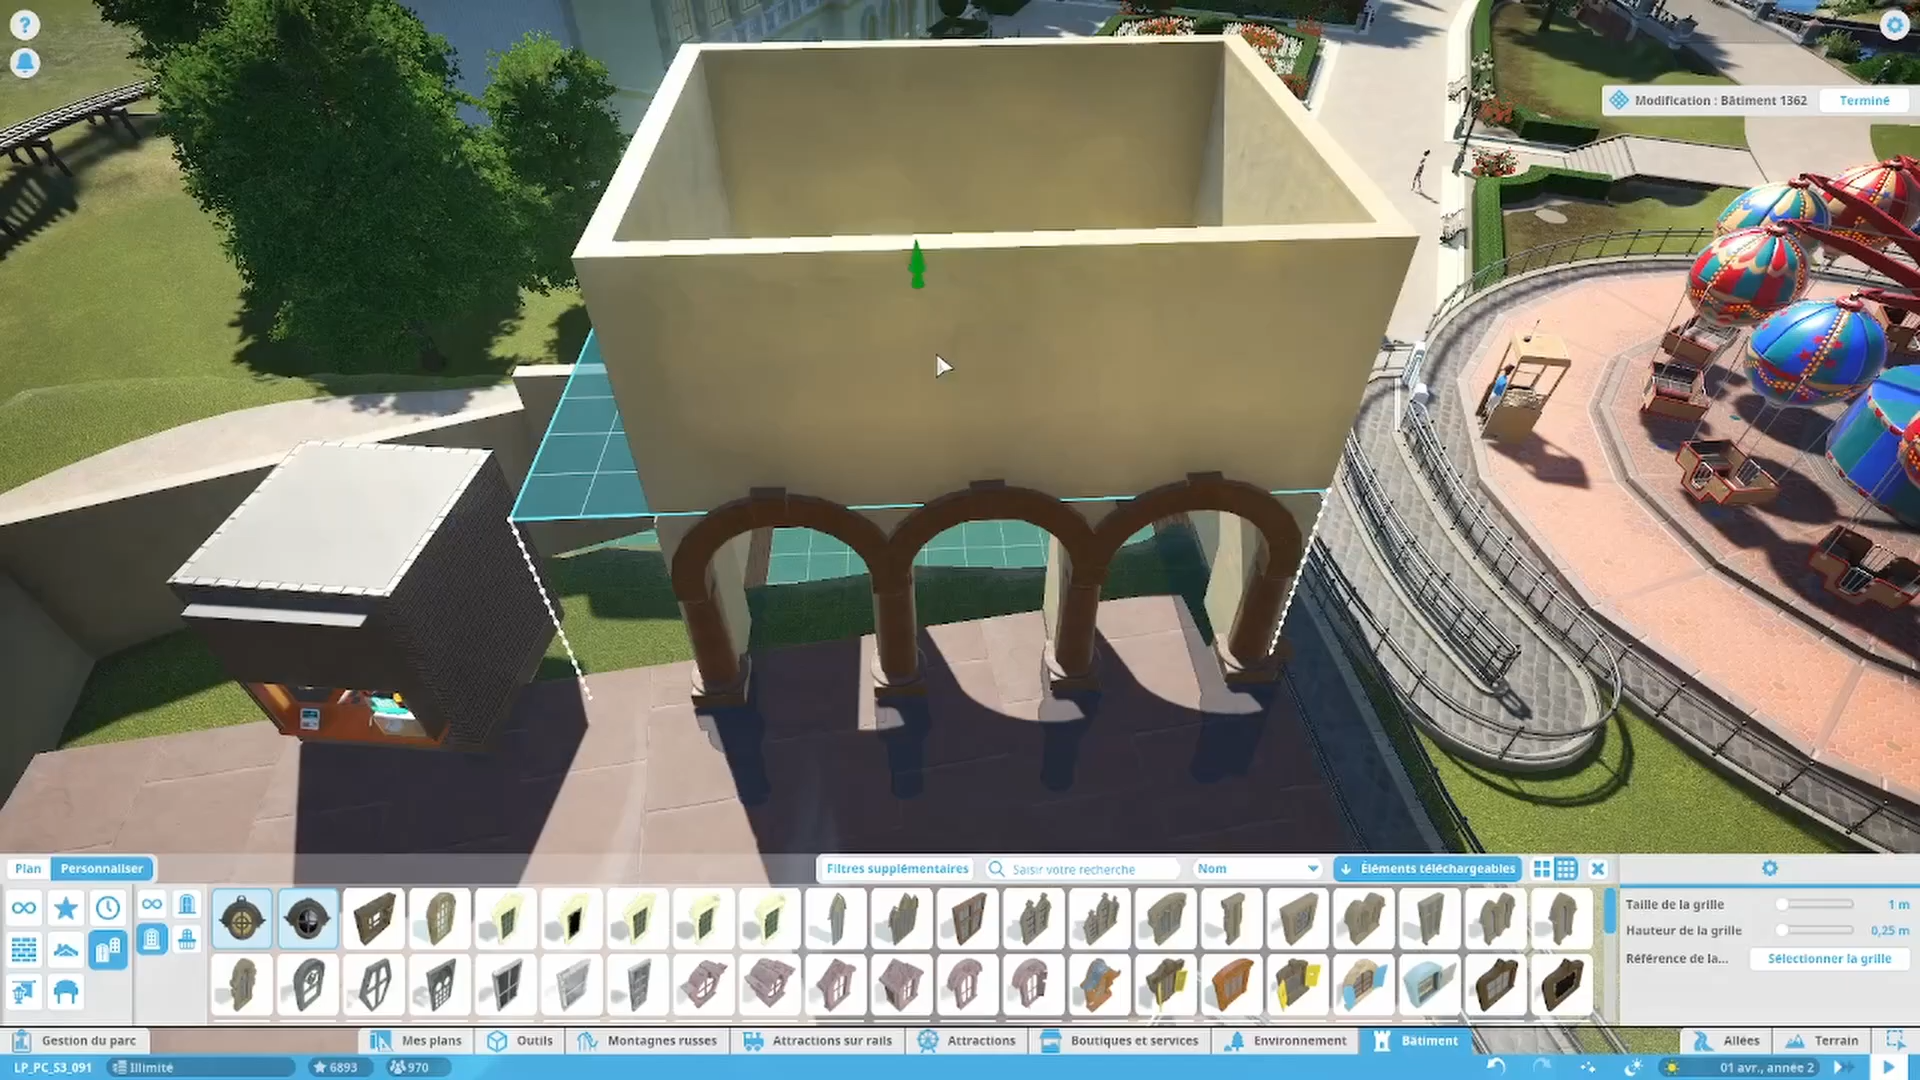 ?
Modification : Bâtiment 1362
Terminé
Plan
Personnaliser
Filtres supplémentaires
Saisir votre recherche
Nom
Éléments téléchargeables
Taille de la grille
1 m
Hauteur de la grille
0,25 m
Référence de la...
Sélectionner la grille
Gestion du parc
Mes plans
Outils
Montagnes russes
Attractions sur rails
Attractions
Boutiques et services
Environnement
Bâtiment
Allées
Terrain
LP_PC_S3_091
Illimité
6893
970
01 avr., année 2